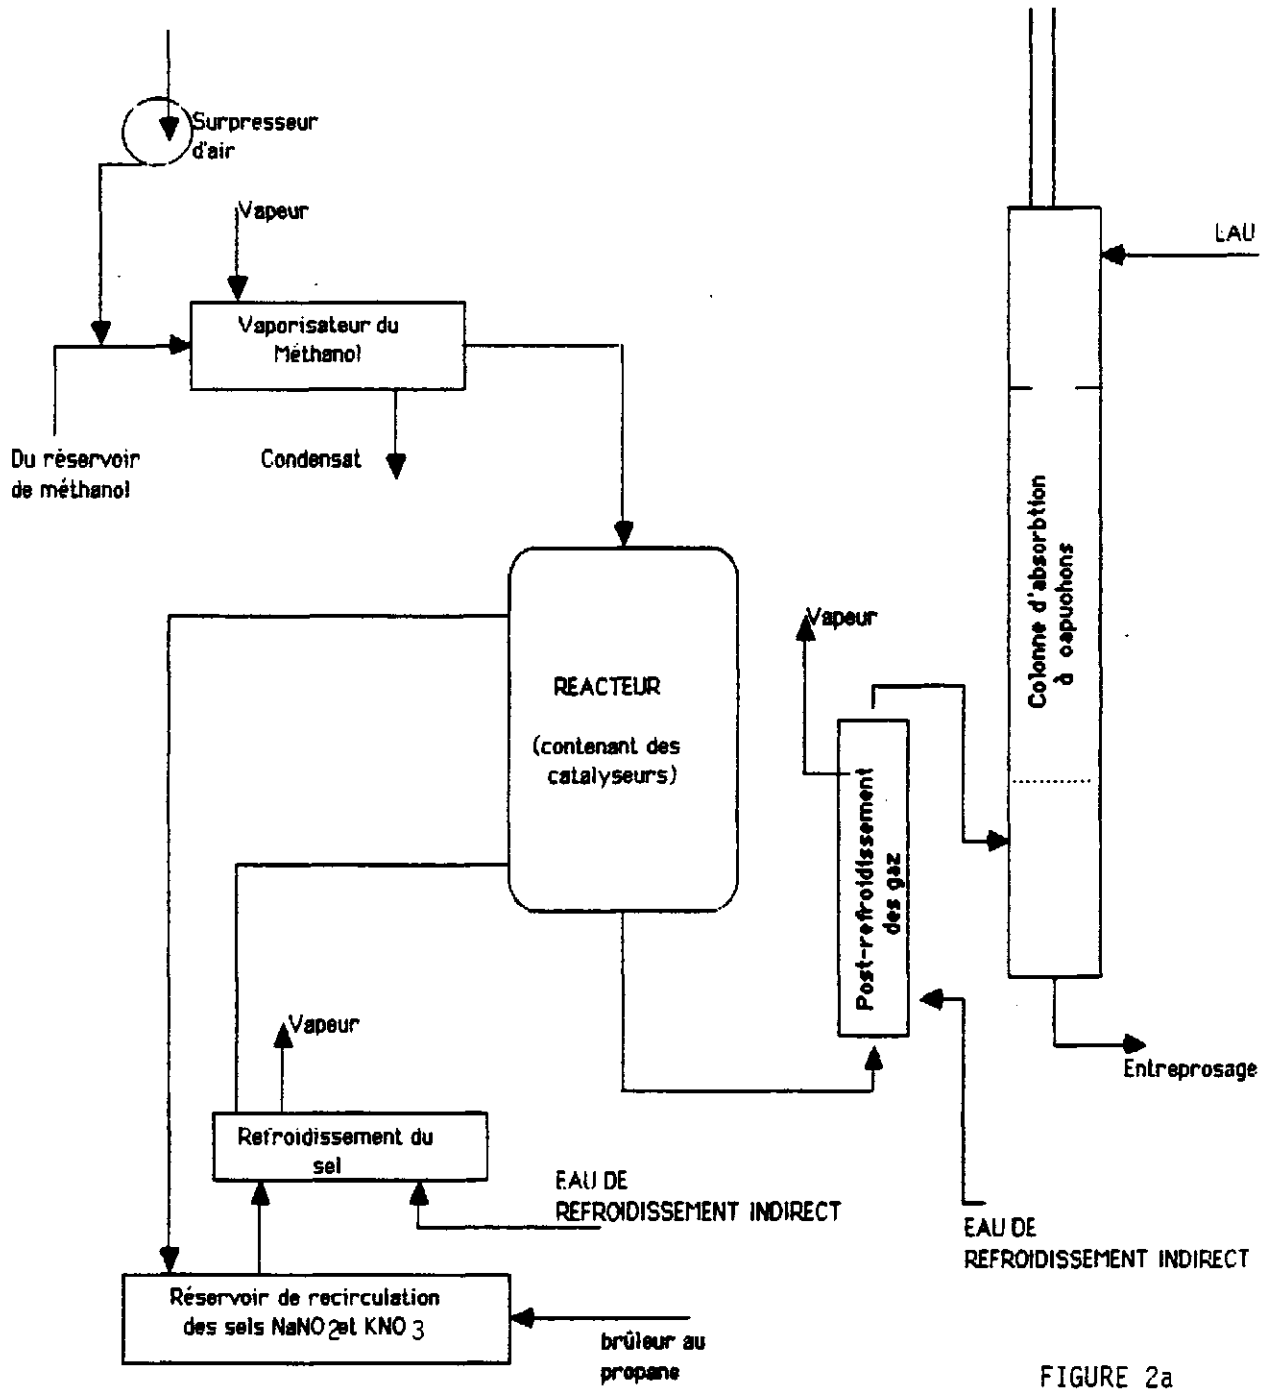 Surpresseur
d'air
Vapeur
LAU
Vaporisateur du
Méthanol
Du réservoir
de méthanol
Condensat
Colonne d'absorbtion
à capuohons
Vapeur
REACTEUR
(contenant des
catalyseurs)
Post-refroidissement
des gaz
Vapeur
Entreprosage
Refroidissement du
sel
EAU DE
REFROIDISSEMENT INDIRECT
EAU DE
REFROIDISSEMENT INDIRECT
Réservoir de recirculation
des sels NaNO2 et KNO3
brûleur au
propane
FIGURE 2a